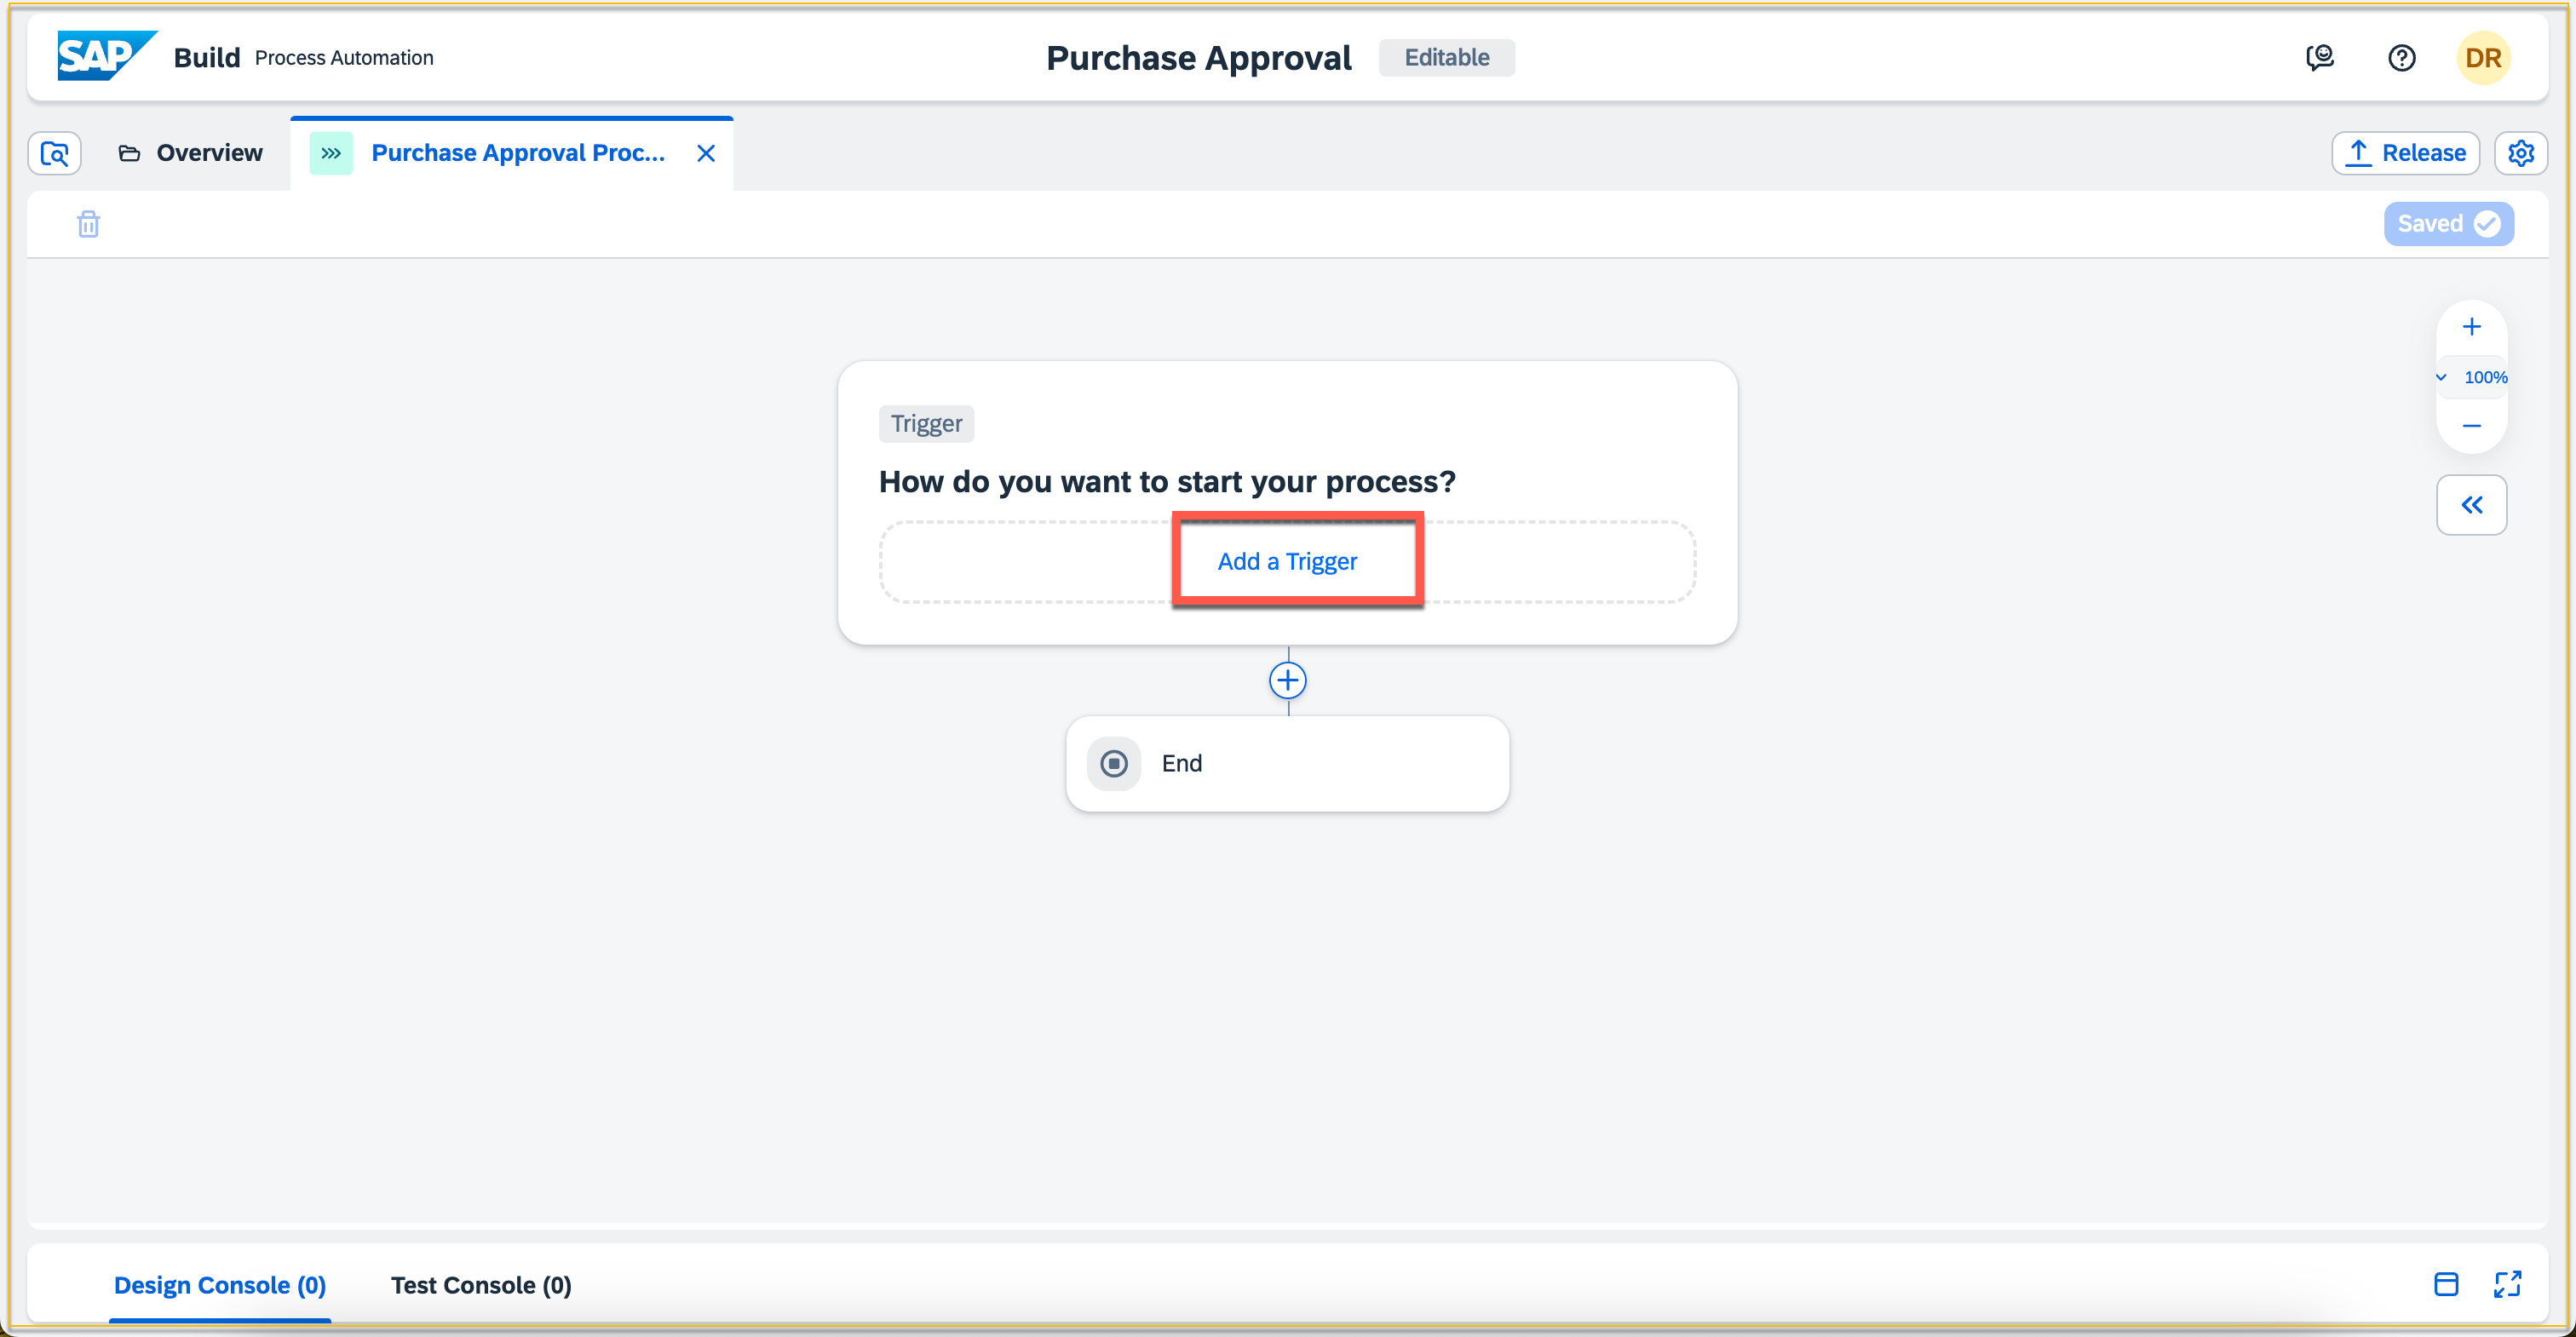 SAP Build Process Automation
Purchase Approval Editable
DR
Overview
Purchase Approval Proc...
Release
Saved
100%
Trigger
How do you want to start your process?
Add a Trigger
End
Design Console (0) Test Console (0)